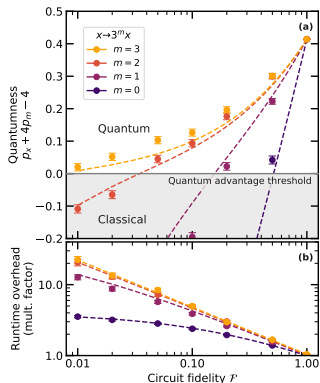 (a)
x→3^m x
m = 3
m = 2
m = 1
m = 0
Quantumness
p_x + 4p_m − 4
0.5
0.4
0.3
0.2
0.1
0.0
−0.1
−0.2
Quantum
Quantum advantage threshold
Classical
(b)
Runtime overhead
(mult. factor)
10.0
1.0
0.01
0.10
1.00
Circuit fidelity ℱ